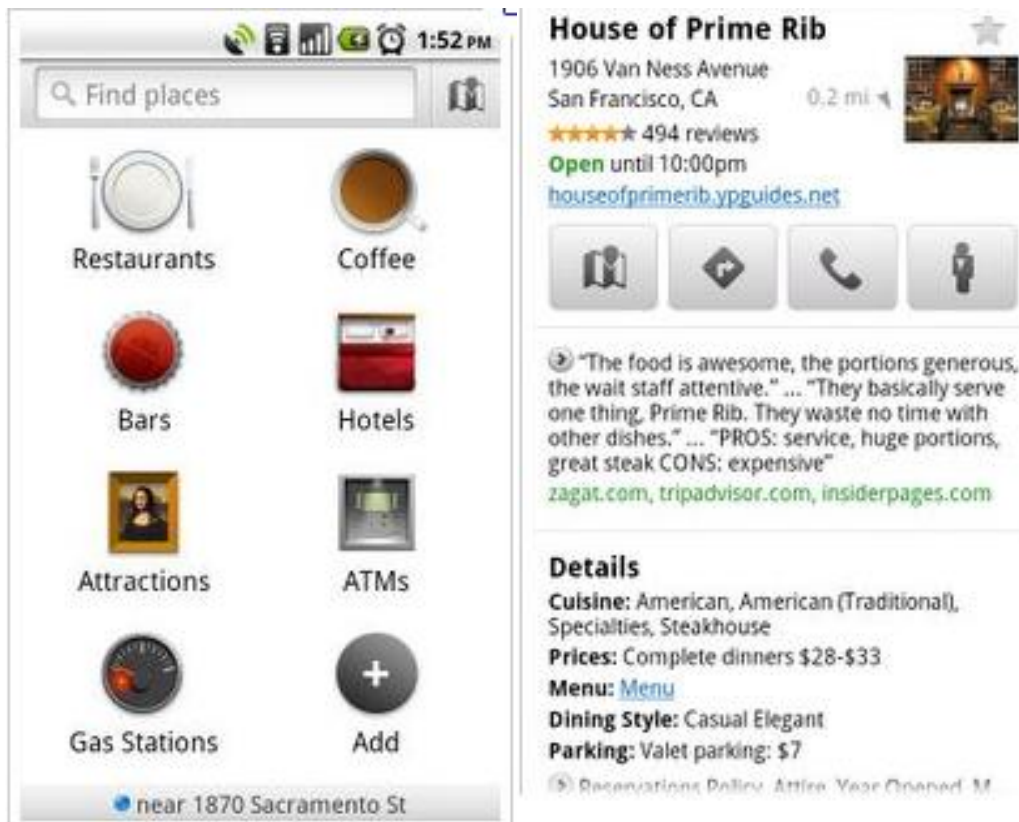 1:52 PM
Find places
Restaurants
Coffee
Bars
Hotels
Attractions
ATMs
Gas Stations
Add
near 1870 Sacramento St
House of Prime Rib
1906 Van Ness Avenue
San Francisco, CA
0.2 mi
494 reviews
Open until 10:00pm
houseofprimerib.ypguides.net
“The food is awesome, the portions generous,
the wait staff attentive.” ... “They basically serve
one thing, Prime Rib. They waste no time with
other dishes.” ... “PROS: service, huge portions,
great steak CONS: expensive”
zagat.com, tripadvisor.com, insiderpages.com
Details
Cuisine: American, American (Traditional),
Specialties, Steakhouse
Prices: Complete dinners $28-$33
Menu: Menu
Dining Style: Casual Elegant
Parking: Valet parking: $7
Reservations Policy, Attire, Year Opened, M